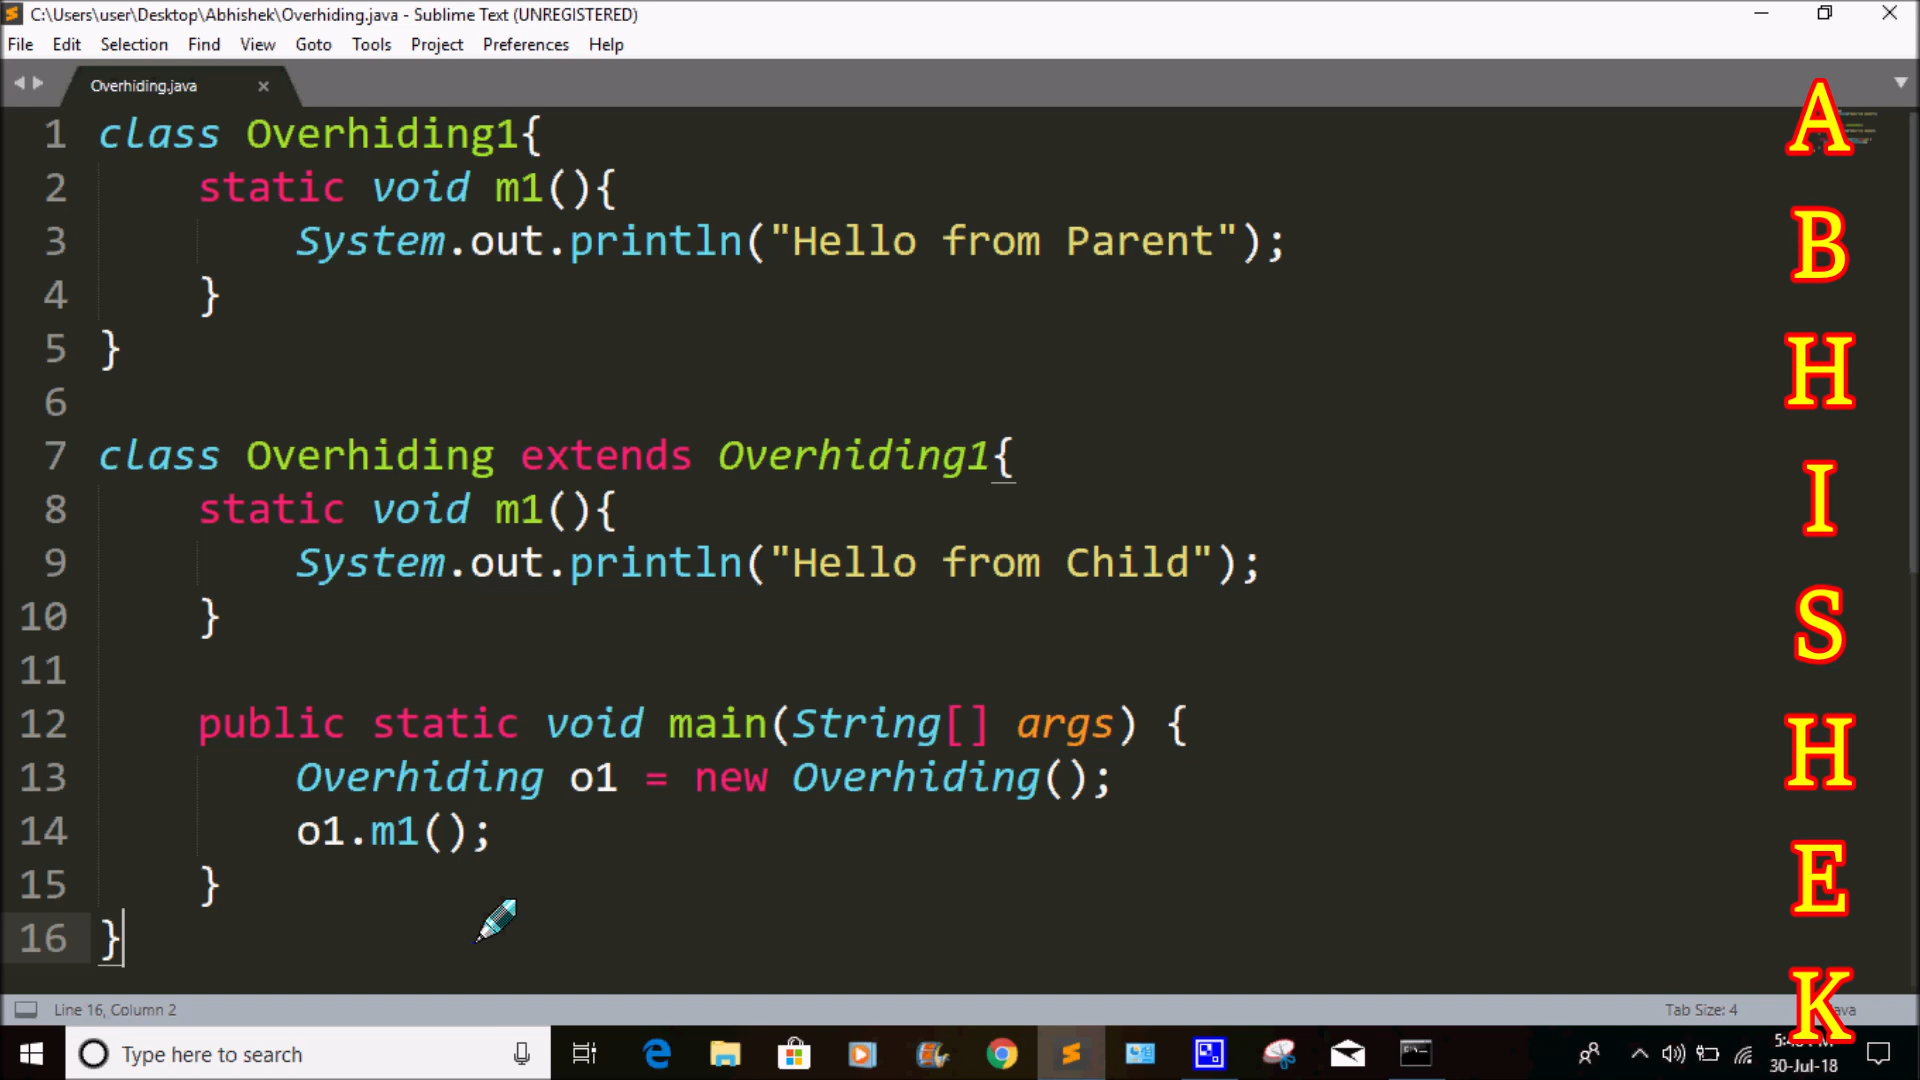 C:\Users\user\Desktop\Abhishek\Overhiding.java - Sublime Text (UNREGISTERED)
File Edit Selection Find View Goto Tools Project Preferences Help
Overhiding.java
1 class Overhiding1{
2 static void m1(){
3 System.out.println("Hello from Parent");
4 }
5 }
6
7 class Overhiding extends Overhiding1{
8 static void m1(){
9 System.out.println("Hello from Child");
10 }
11
12 public static void main(String[] args) {
13 Overhiding o1 = new Overhiding();
14 o1.m1();
15 }
16 }
A
B
H
I
S
H
E
K
Line 16, Column 2
Tab Size: 4
Type here to search
30-Jul-18